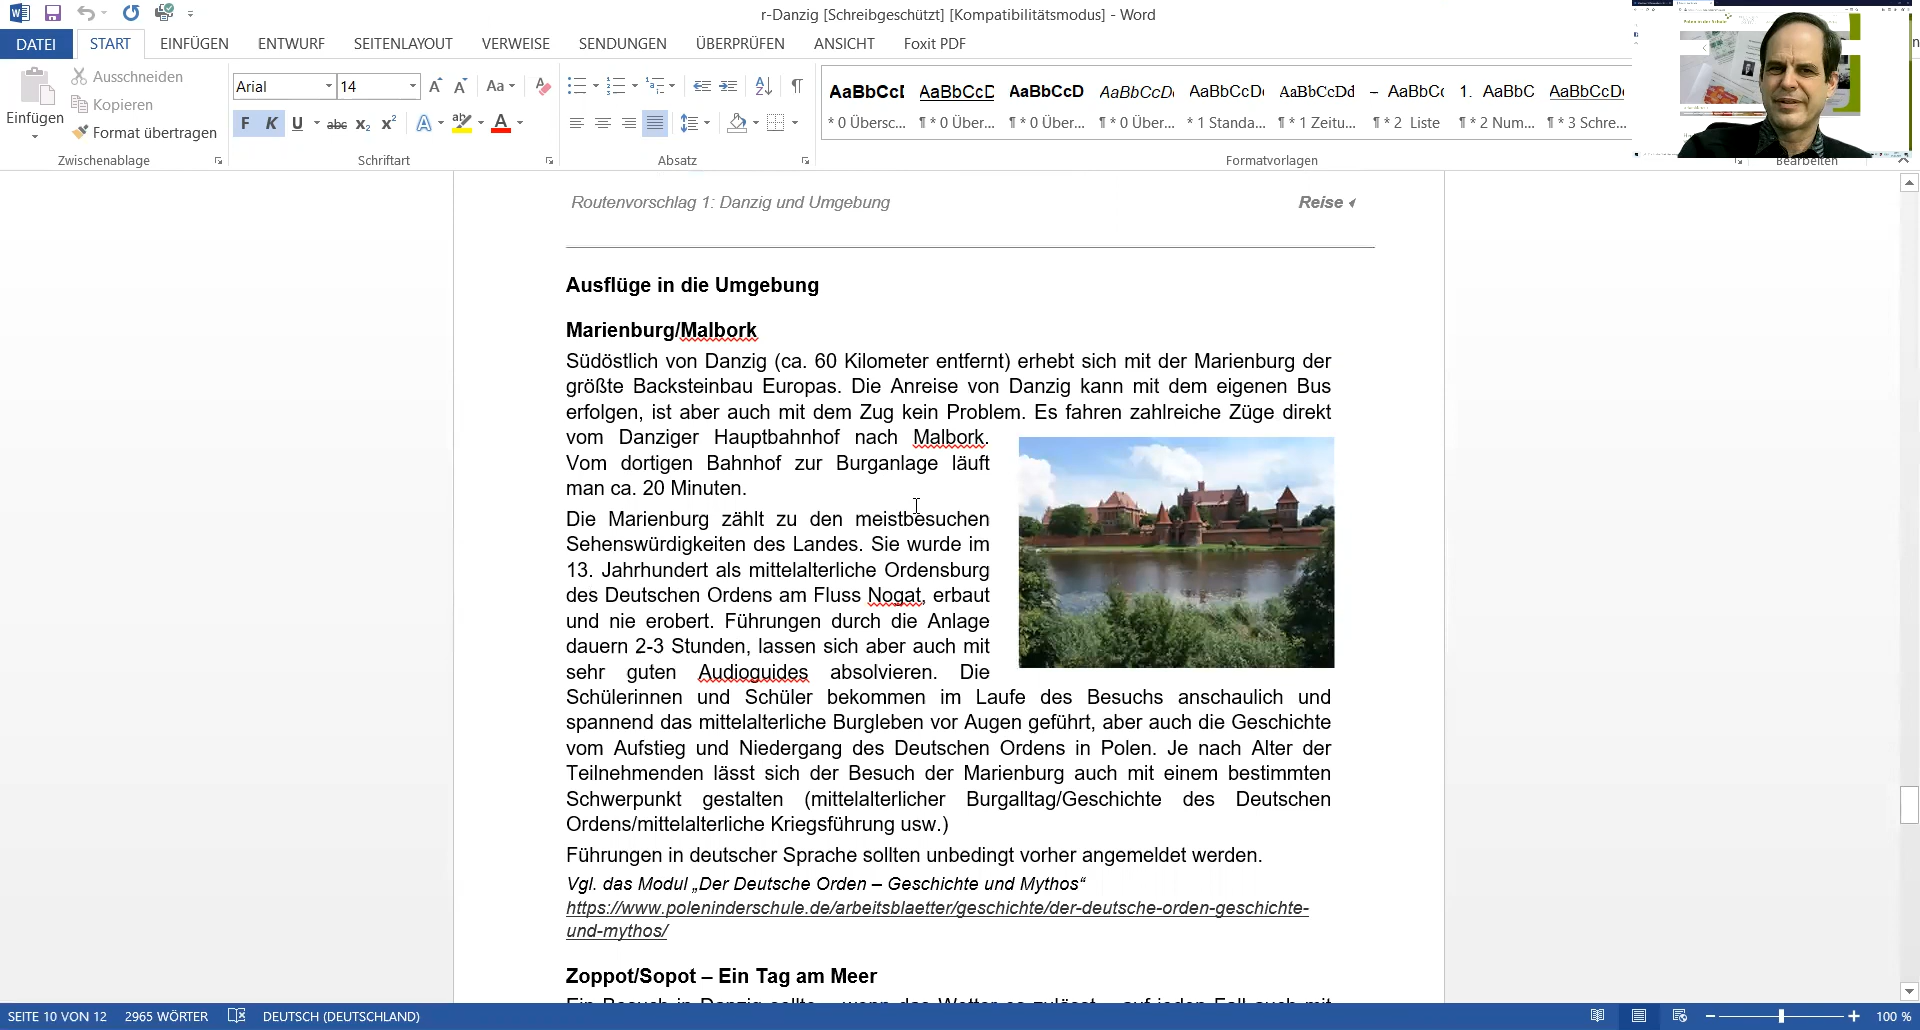 r-Danzig [Schreibgeschützt] [Kompatibilitätsmodus] - Word
DATEI START EINFÜGEN ENTWURF SEITENLAYOUT VERWEISE SENDUNGEN ÜBERPRÜFEN ANSICHT Foxit PDF
Ausschneiden
Kopieren
Einfügen
Format übertragen
Arial 14
AaBbCcI AaBbCcD AaBbCcD AaBbCcD AaBbCcD AaBbCcDd – AaBbC 1. AaBbC AaBbCcD
* 0 Übersc... ¶ * 0 Über... ¶ * 0 Über... ¶ * 0 Über... * 1 Standa... ¶ * 1 Zeitu... ¶ * 2 Liste ¶ * 2 Num... ¶ * 3 Schre...
Zwischenablage Schriftart Absatz Formatvorlagen Bearbeiten
Routenvorschlag 1: Danzig und Umgebung Reise
Ausflüge in die Umgebung
Marienburg/Malbork
Südöstlich von Danzig (ca. 60 Kilometer entfernt) erhebt sich mit der Marienburg der
größte Backsteinbau Europas. Die Anreise von Danzig kann mit dem eigenen Bus
erfolgen, ist aber auch mit dem Zug kein Problem. Es fahren zahlreiche Züge direkt
vom Danziger Hauptbahnhof nach Malbork.
Vom dortigen Bahnhof zur Burganlage läuft
man ca. 20 Minuten.
Die Marienburg zählt zu den meistbesuchen
Sehenswürdigkeiten des Landes. Sie wurde im
13. Jahrhundert als mittelalterliche Ordensburg
des Deutschen Ordens am Fluss Nogat, erbaut
und nie erobert. Führungen durch die Anlage
dauern 2-3 Stunden, lassen sich aber auch mit
sehr guten Audioguides absolvieren. Die
Schülerinnen und Schüler bekommen im Laufe des Besuchs anschaulich und
spannend das mittelalterliche Burgleben vor Augen geführt, aber auch die Geschichte
vom Aufstieg und Niedergang des Deutschen Ordens in Polen. Je nach Alter der
Teilnehmenden lässt sich der Besuch der Marienburg auch mit einem bestimmten
Schwerpunkt gestalten (mittelalterlicher Burgalltag/Geschichte des Deutschen
Ordens/mittelalterliche Kriegsführung usw.)
Führungen in deutscher Sprache sollten unbedingt vorher angemeldet werden.
Vgl. das Modul „Der Deutsche Orden – Geschichte und Mythos“
https://www.poleninderschule.de/arbeitsblaetter/geschichte/der-deutsche-orden-geschichte-
und-mythos/
Zoppot/Sopot – Ein Tag am Meer
Ein Besuch in Danzig sollte – wenn das Wetter es zulässt – auf jeden Fall auch mit
SEITE 10 VON 12 2965 WÖRTER DEUTSCH (DEUTSCHLAND) 100 %